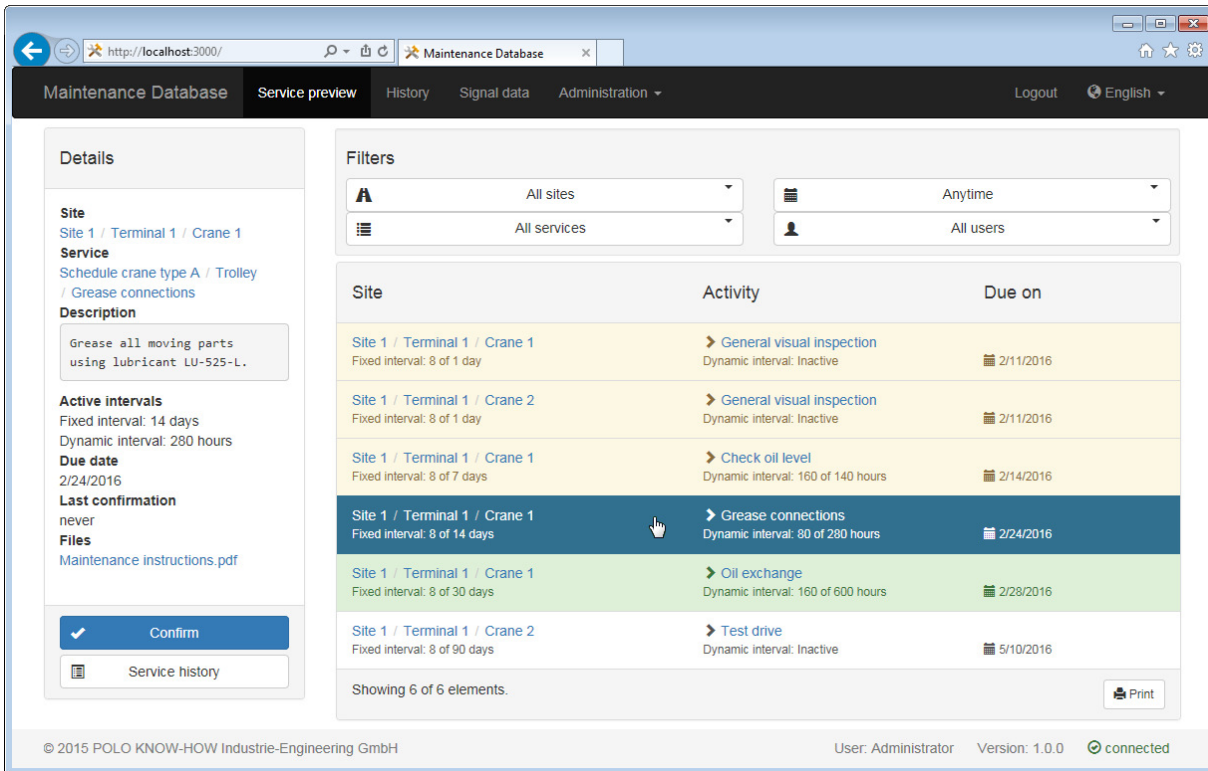 http://localhost:3000/
Maintenance Database
Maintenance Database Service preview History Signal data Administration Logout English
Details
Site
Site 1 / Terminal 1 / Crane 1
Service
Schedule crane type A / Trolley
/ Grease connections
Description
Grease all moving parts
using lubricant LU-525-L.
Active intervals
Fixed interval: 14 days
Dynamic interval: 280 hours
Due date
2/24/2016
Last confirmation
never
Files
Maintenance instructions.pdf
Confirm
Service history
Filters
All sites Anytime
All services All users
Site Activity Due on
Site 1 / Terminal 1 / Crane 1 General visual inspection
Fixed interval: 8 of 1 day Dynamic interval: Inactive 2/11/2016
Site 1 / Terminal 1 / Crane 2 General visual inspection
Fixed interval: 8 of 1 day Dynamic interval: Inactive 2/11/2016
Site 1 / Terminal 1 / Crane 1 Check oil level
Fixed interval: 8 of 7 days Dynamic interval: 160 of 140 hours 2/14/2016
Site 1 / Terminal 1 / Crane 1 Grease connections
Fixed interval: 8 of 14 days Dynamic interval: 80 of 280 hours 2/24/2016
Site 1 / Terminal 1 / Crane 1 Oil exchange
Fixed interval: 8 of 30 days Dynamic interval: 160 of 600 hours 2/28/2016
Site 1 / Terminal 1 / Crane 2 Test drive
Fixed interval: 8 of 90 days Dynamic interval: Inactive 5/10/2016
Showing 6 of 6 elements. Print
© 2015 POLO KNOW-HOW Industrie-Engineering GmbH User: Administrator Version: 1.0.0 connected